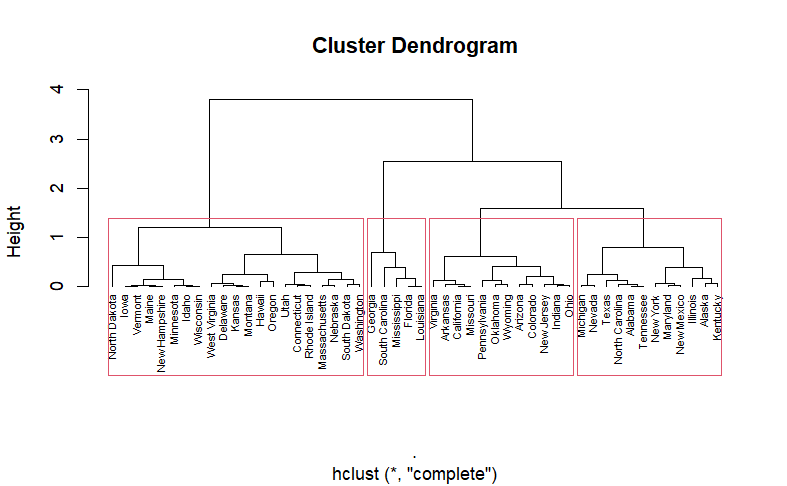 Cluster Dendrogram
Height
4
3
2
1
0
North Dakota
Iowa
Vermont
Maine
New Hampshire
Minnesota
Idaho
Wisconsin
West Virginia
Delaware
Kansas
Montana
Hawaii
Oregon
Utah
Connecticut
Rhode Island
Massachusetts
Nebraska
South Dakota
Washington
Georgia
South Carolina
Mississippi
Florida
Louisiana
Virginia
Arkansas
California
Missouri
Pennsylvania
Oklahoma
Wyoming
Arizona
Colorado
New Jersey
Indiana
Ohio
Michigan
Nevada
Texas
North Carolina
Alabama
Tennessee
New York
Maryland
New Mexico
Illinois
Alaska
Kentucky
.
hclust (*, "complete")